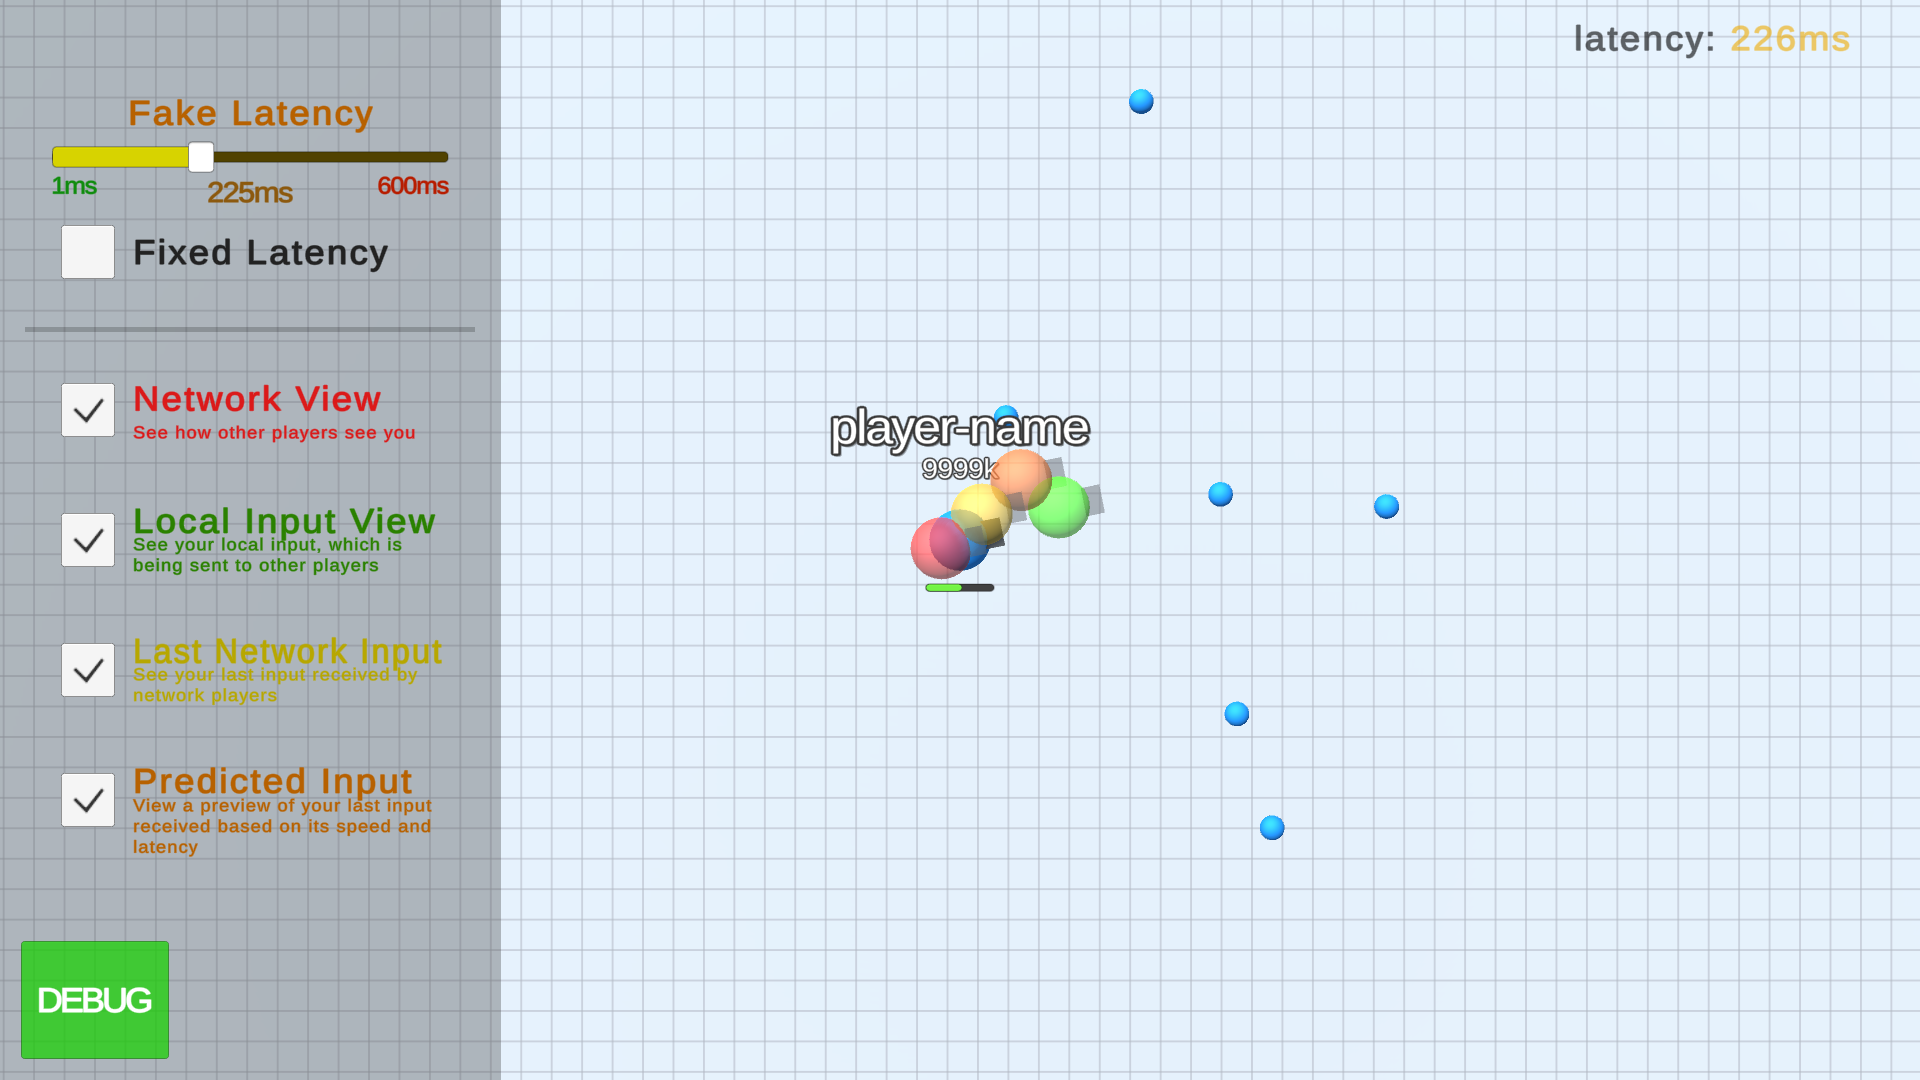 latency: 226ms
Fake Latency
1ms
225ms
600ms
Fixed Latency
Network View
See how other players see you
Local Input View
See your local input, which is
being sent to other players
Last Network Input
See your last input received by
network players
Predicted Input
View a preview of your last input
received based on its speed and
latency
DEBUG
player-name
9999k